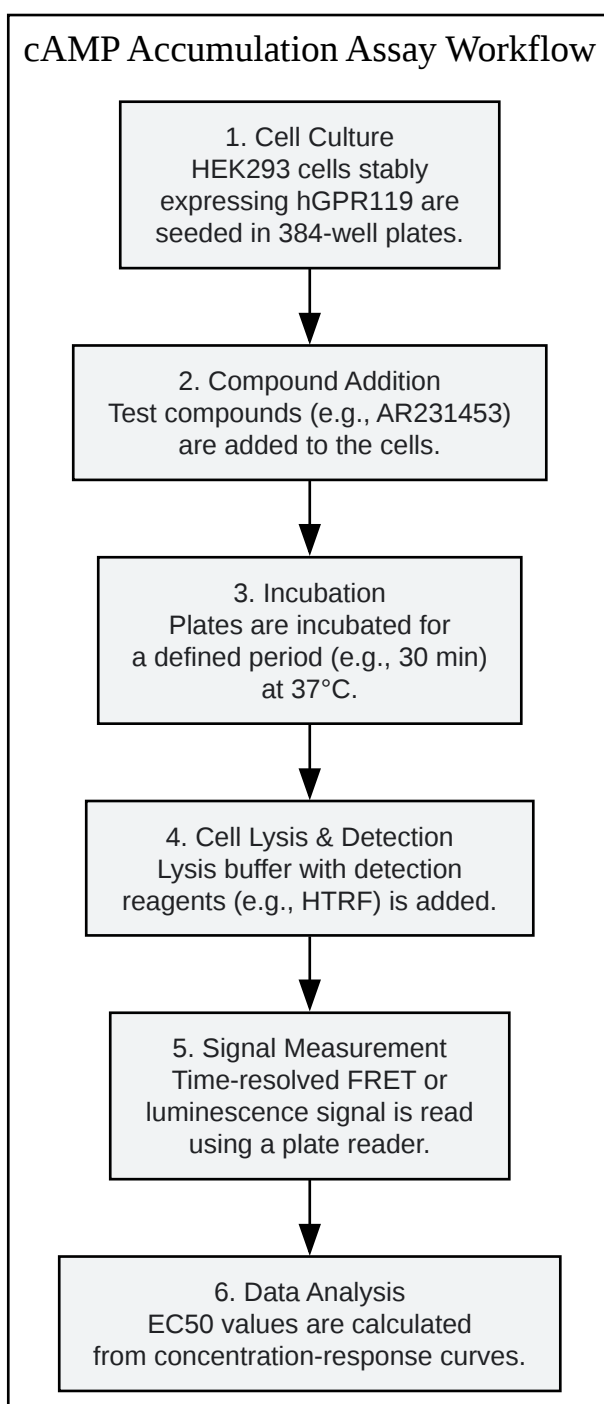 cAMP Accumulation Assay Workflow
1. Cell Culture
HEK293 cells stably
expressing hGPR119 are
seeded in 384-well plates.
2. Compound Addition
Test compounds (e.g., AR231453)
are added to the cells.
3. Incubation
Plates are incubated for
a defined period (e.g., 30 min)
at 37°C.
4. Cell Lysis & Detection
Lysis buffer with detection
reagents (e.g., HTRF) is added.
5. Signal Measurement
Time-resolved FRET or
luminescence signal is read
using a plate reader.
6. Data Analysis
EC50 values are calculated
from concentration-response curves.